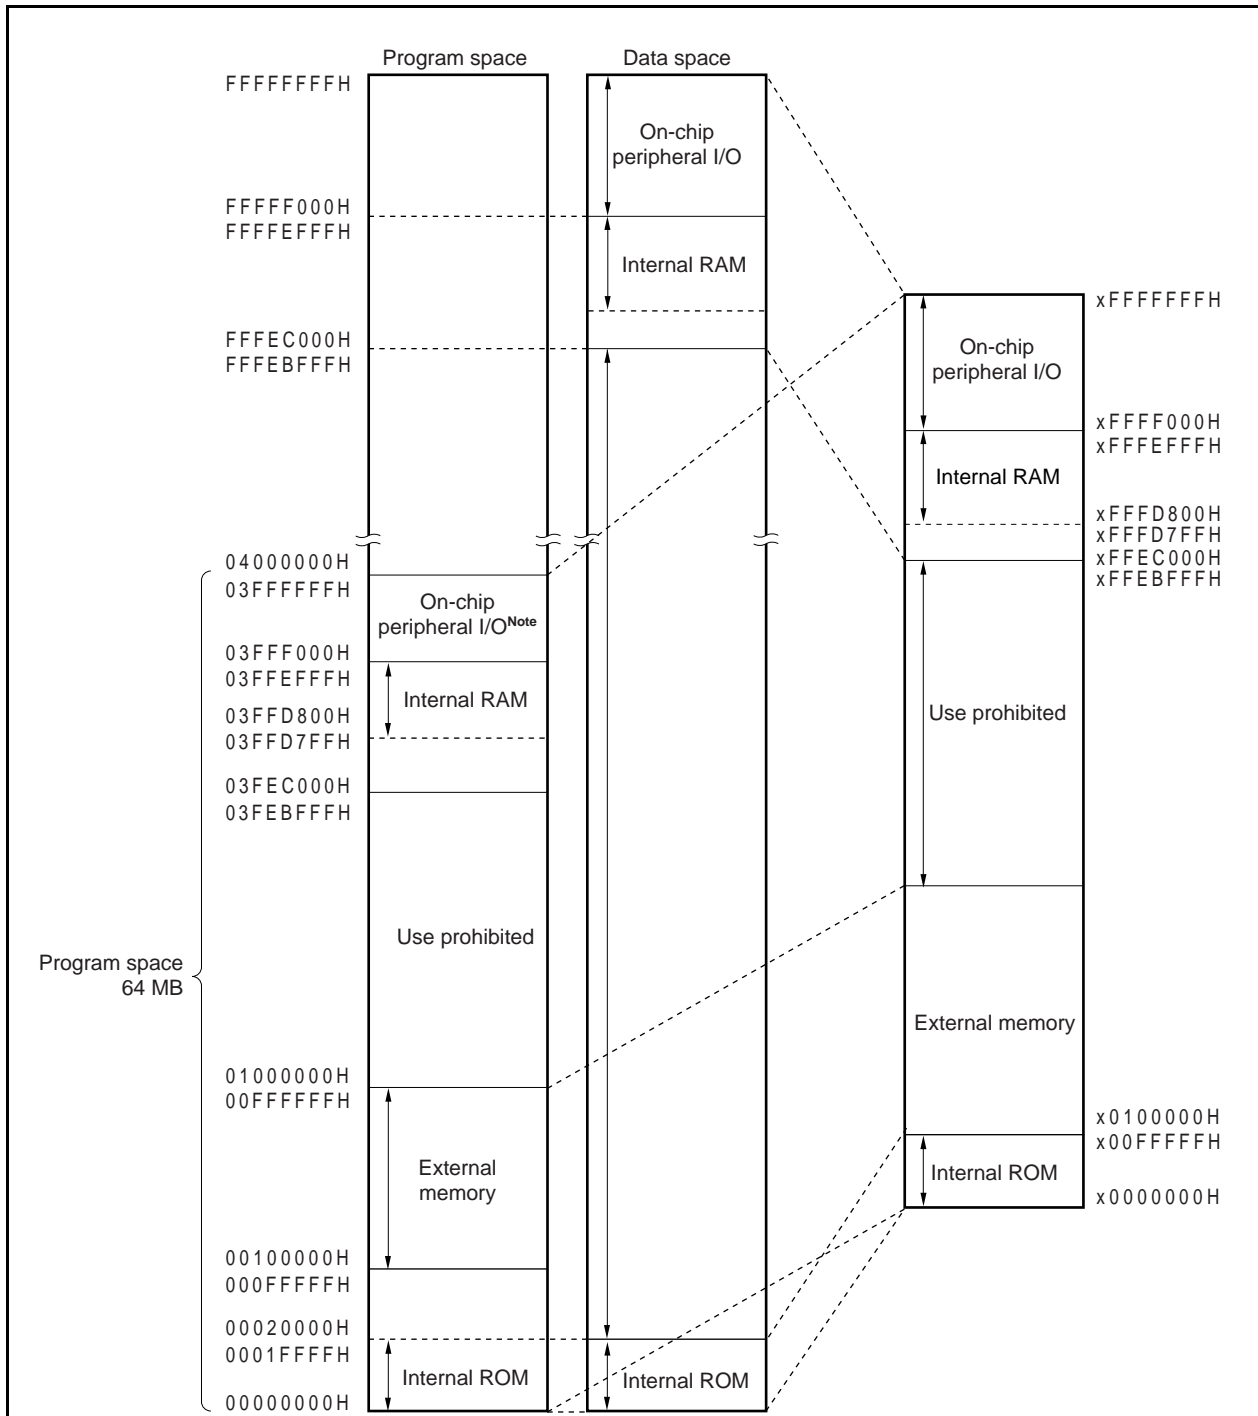 Program space
Data space
FFFFFFFFH
On-chip
peripheral I/O
FFFFF000H
FFFFEFFFH
Internal RAM
FFFEC000H
FFFEBFFFH
xFFFFFFFH
On-chip
peripheral I/O
xFFFF000H
xFFFEFFFH
Internal RAM
xFFFD800H
xFFFD7FFH
xFFEC000H
xFFEBFFFH
04000000H
03FFFFFFH
On-chip
peripheral I/ONote
03FFF000H
03FFEFFFH
Internal RAM
03FFD800H
03FFD7FFH
03FEC000H
03FEBFFFH
Use prohibited
Use prohibited
Program space
64 MB
External memory
01000000H
00FFFFFFH
x0100000H
x00FFFFFH
External
memory
Internal ROM
x0000000H
00100000H
000FFFFFH
00020000H
0001FFFFH
Internal ROM
Internal ROM
00000000H